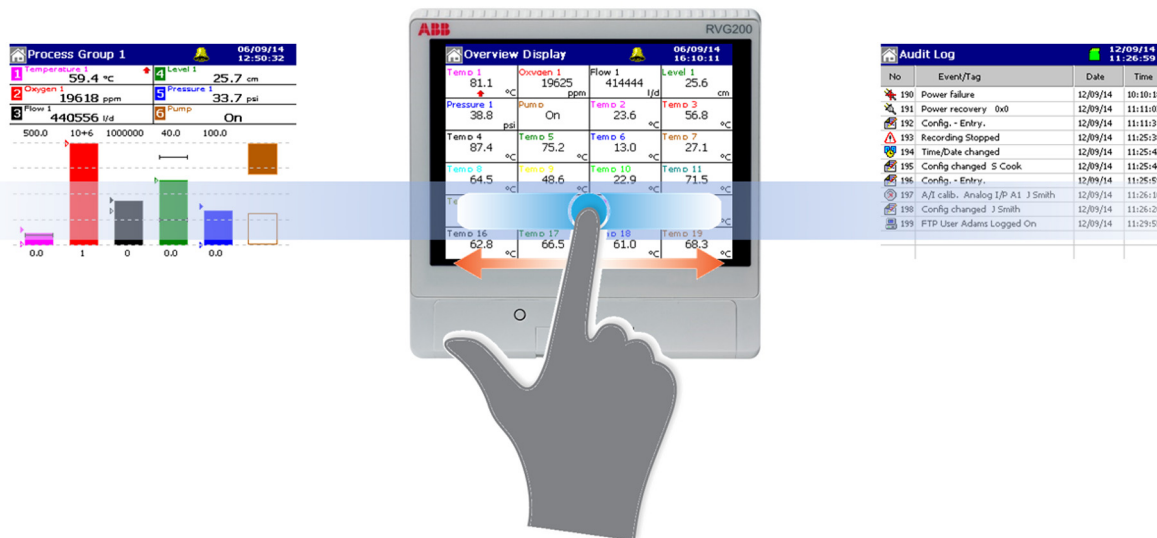 Process Group 1
06/09/14
12:50:32
1 Temperature 1
59.4 °C
4 Level 1
25.7 cm
2 Oxygen 1
19618 ppm
5 Pressure 1
33.7 psi
3 Flow 1
440556 l/d
6 Pump
On
500.0 10+6 1000000 40.0 100.0
0.0 1 0 0.0 0.0
ABB
RVG200
Overview Display
06/09/14
16:10:11
Temp 1 Oxygen 1 Flow 1 Level 1
81.1 19625 414444 25.6
°C ppm l/d cm
Pressure 1 Pump Temp 2 Temp 3
38.8 On 23.6 56.8
psi °C °C
Temp 4 Temp 5 Temp 6 Temp 7
87.4 75.2 13.0 27.1
°C °C °C °C
Temp 8 Temp 9 Temp 10 Temp 11
64.5 48.6 22.9 71.5
°C °C °C °C
°C
Temp 16 Temp 17 Temp 18 Temp 19
62.8 66.5 61.0 68.3
°C °C °C
Audit Log
12/09/14
11:26:59
No Event/Tag Date Time
190 Power failure 12/09/14
191 Power recovery 0x0 12/09/14
192 Config. - Entry. 12/09/14
193 Recording Stopped 12/09/14
194 Time/Date changed 12/09/14
195 Config changed S Cook 12/09/14
196 Config. - Entry. 12/09/14
197 A/I calib. Analog I/P A1 J Smith 12/09/14
198 Config changed J Smith 12/09/14
199 FTP User Adams Logged On 12/09/14